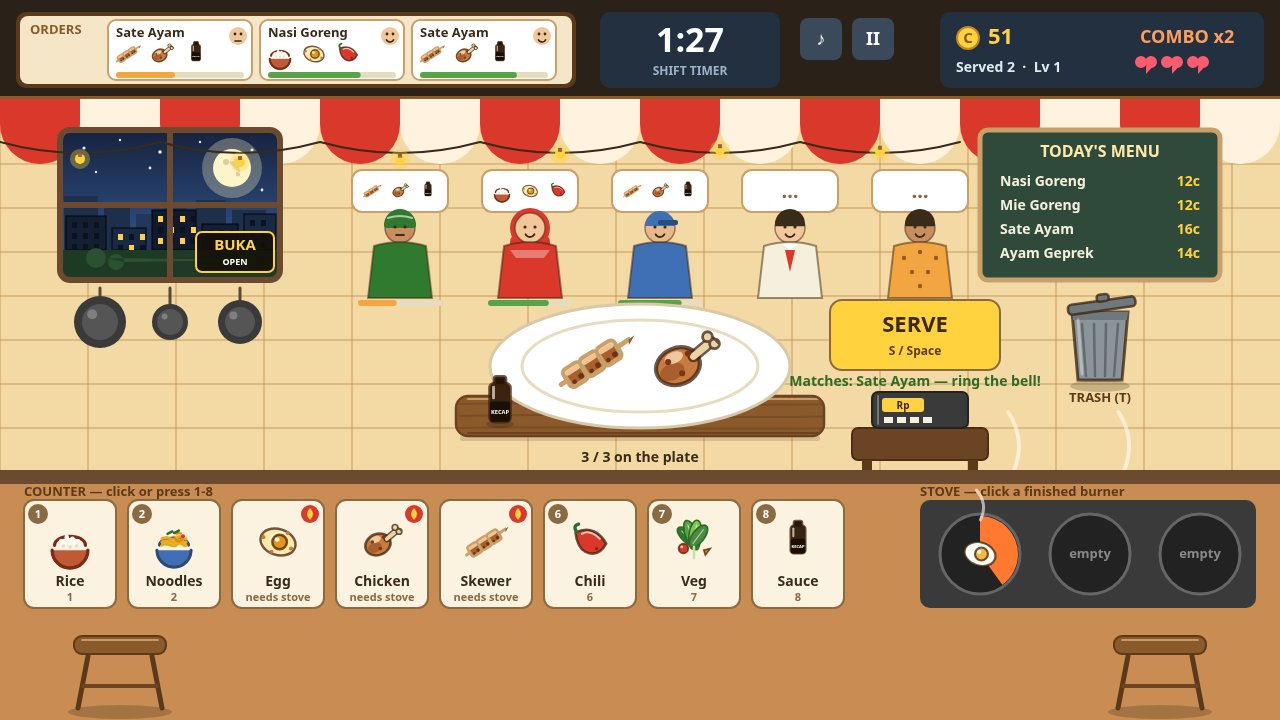 ORDERS
Sate Ayam
Nasi Goreng
Sate Ayam
1:27
SHIFT TIMER
♪
II
C 51
COMBO x2
Served 2 · Lv 1
BUKA
OPEN
...
...
TODAY'S MENU
Nasi Goreng 12c
Mie Goreng 12c
Sate Ayam 16c
Ayam Geprek 14c
SERVE
S / Space
Matches: Sate Ayam — ring the bell!
TRASH (T)
KECAP
Rp
3 / 3 on the plate
COUNTER — click or press 1-8
STOVE — click a finished burner
1
Rice
1
2
Noodles
2
Egg
needs stove
Chicken
needs stove
Skewer
needs stove
6
Chili
6
7
Veg
7
8
KECAP
Sauce
8
empty
empty